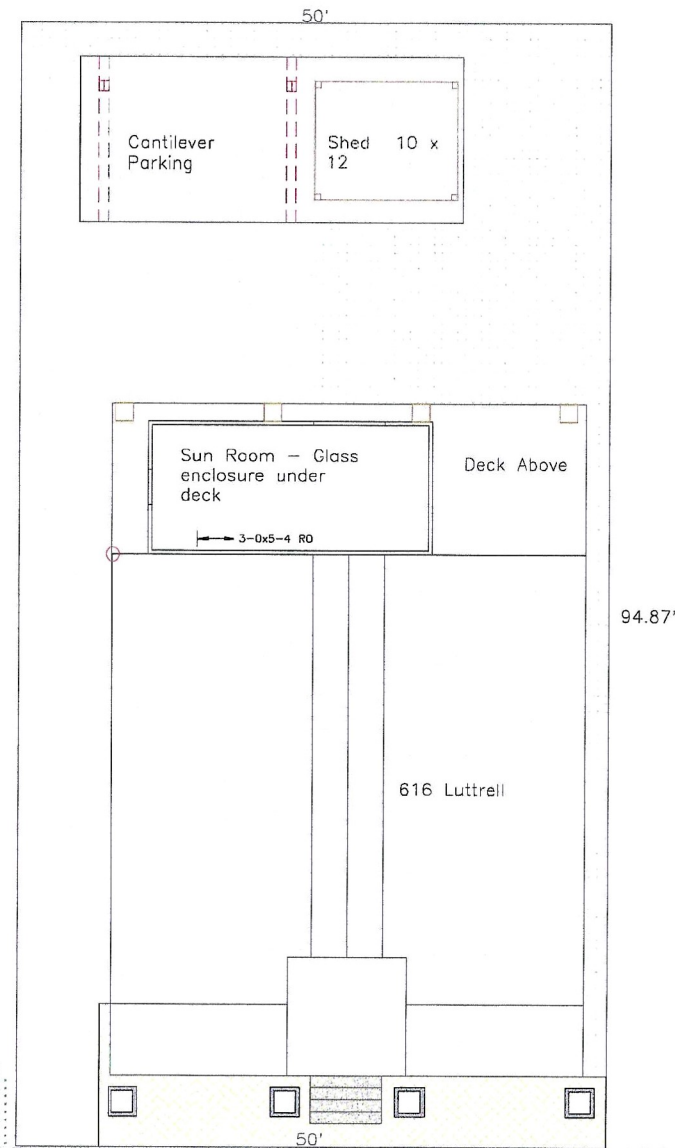 50'
Cantilever
Parking
Shed 10 x
12
Sun Room – Glass
enclosure under
deck
Deck Above
3-0x5-4 RO
94.87'
616 Luttrell
50'